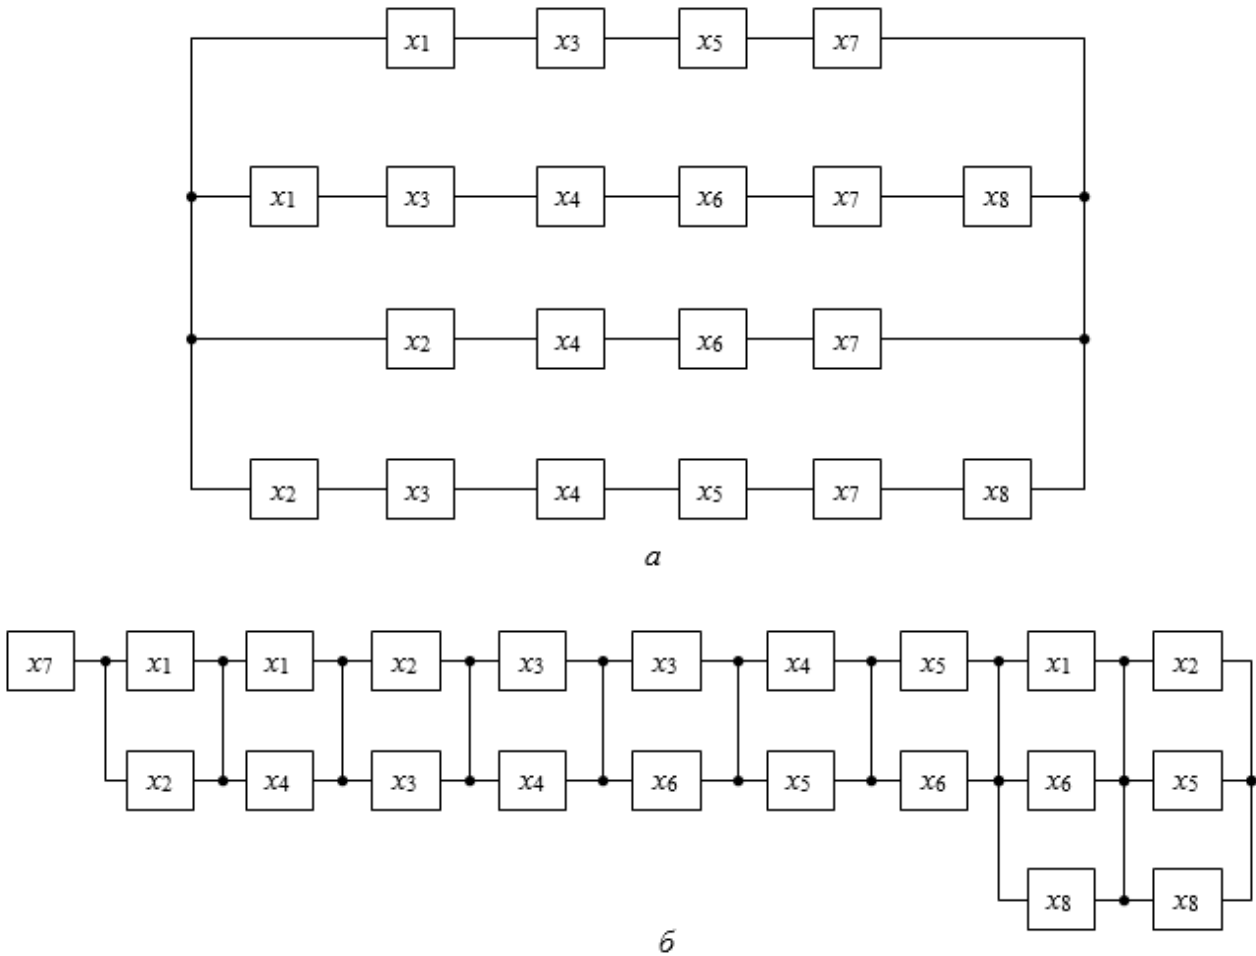 x1 x3 x5 x7
x1 x3 x4 x6 x7 x8
x2 x4 x6 x7
x2 x3 x4 x5 x7 x8
а
x7 x1 x1 x2 x3 x3 x4 x5 x1 x2
x2 x4 x3 x4 x6 x5 x6 x6 x5
x8 x8
б